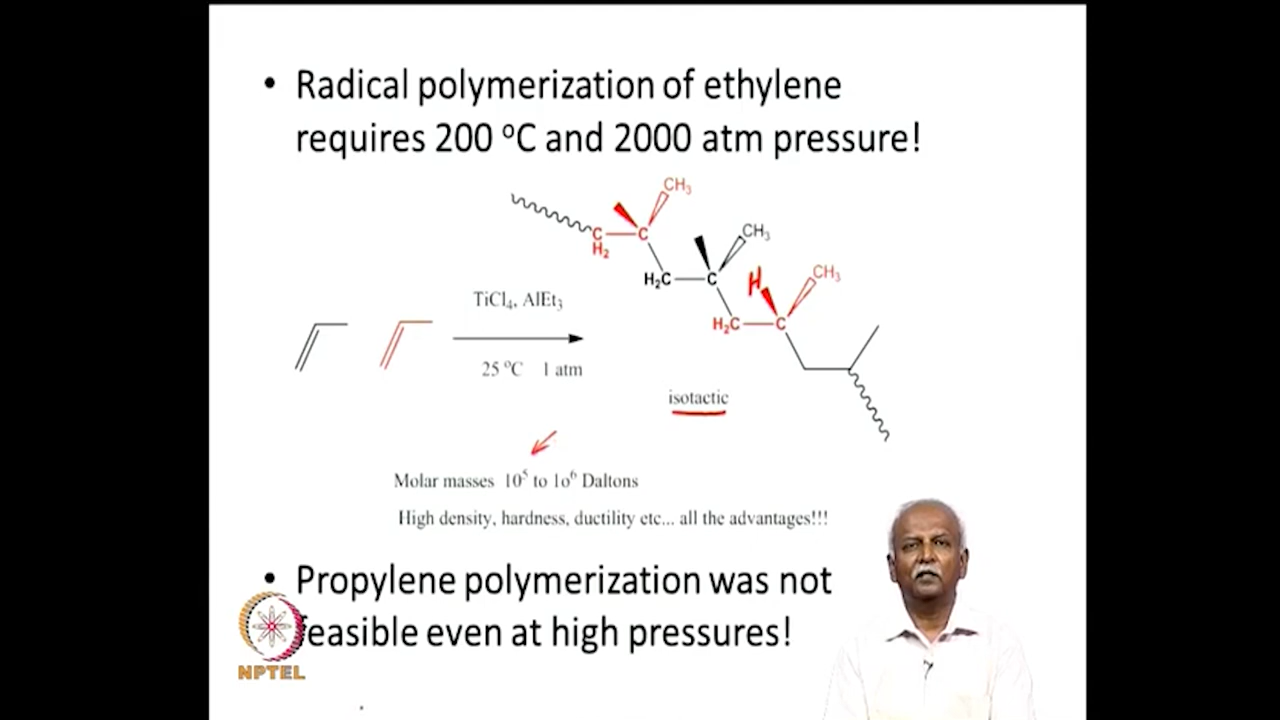 • Radical polymerization of ethylene
requires 200 °C and 2000 atm pressure!
CH₃
C
C
H₂
CH₃
H₂C
C
H
CH₃
TiCl₄, AlEt₃
H₂C
C
25 °C 1 atm
isotactic
Molar masses 10⁵ to 1o⁶ Daltons
High density, hardness, ductility etc... all the advantages!!!
• Propylene polymerization was not
feasible even at high pressures!
NPTEL